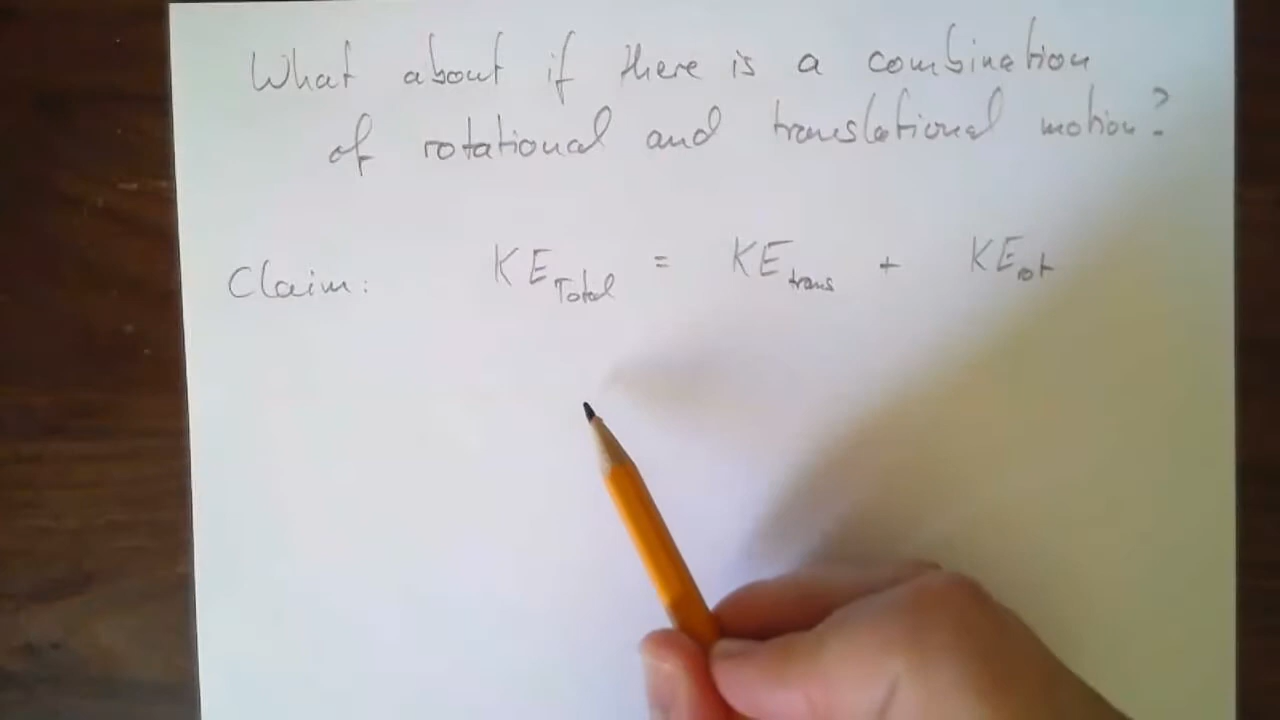 What about if there is a combination
of rotational and translational motion?
Claim: KE_Total = KE_trans + KE_rot